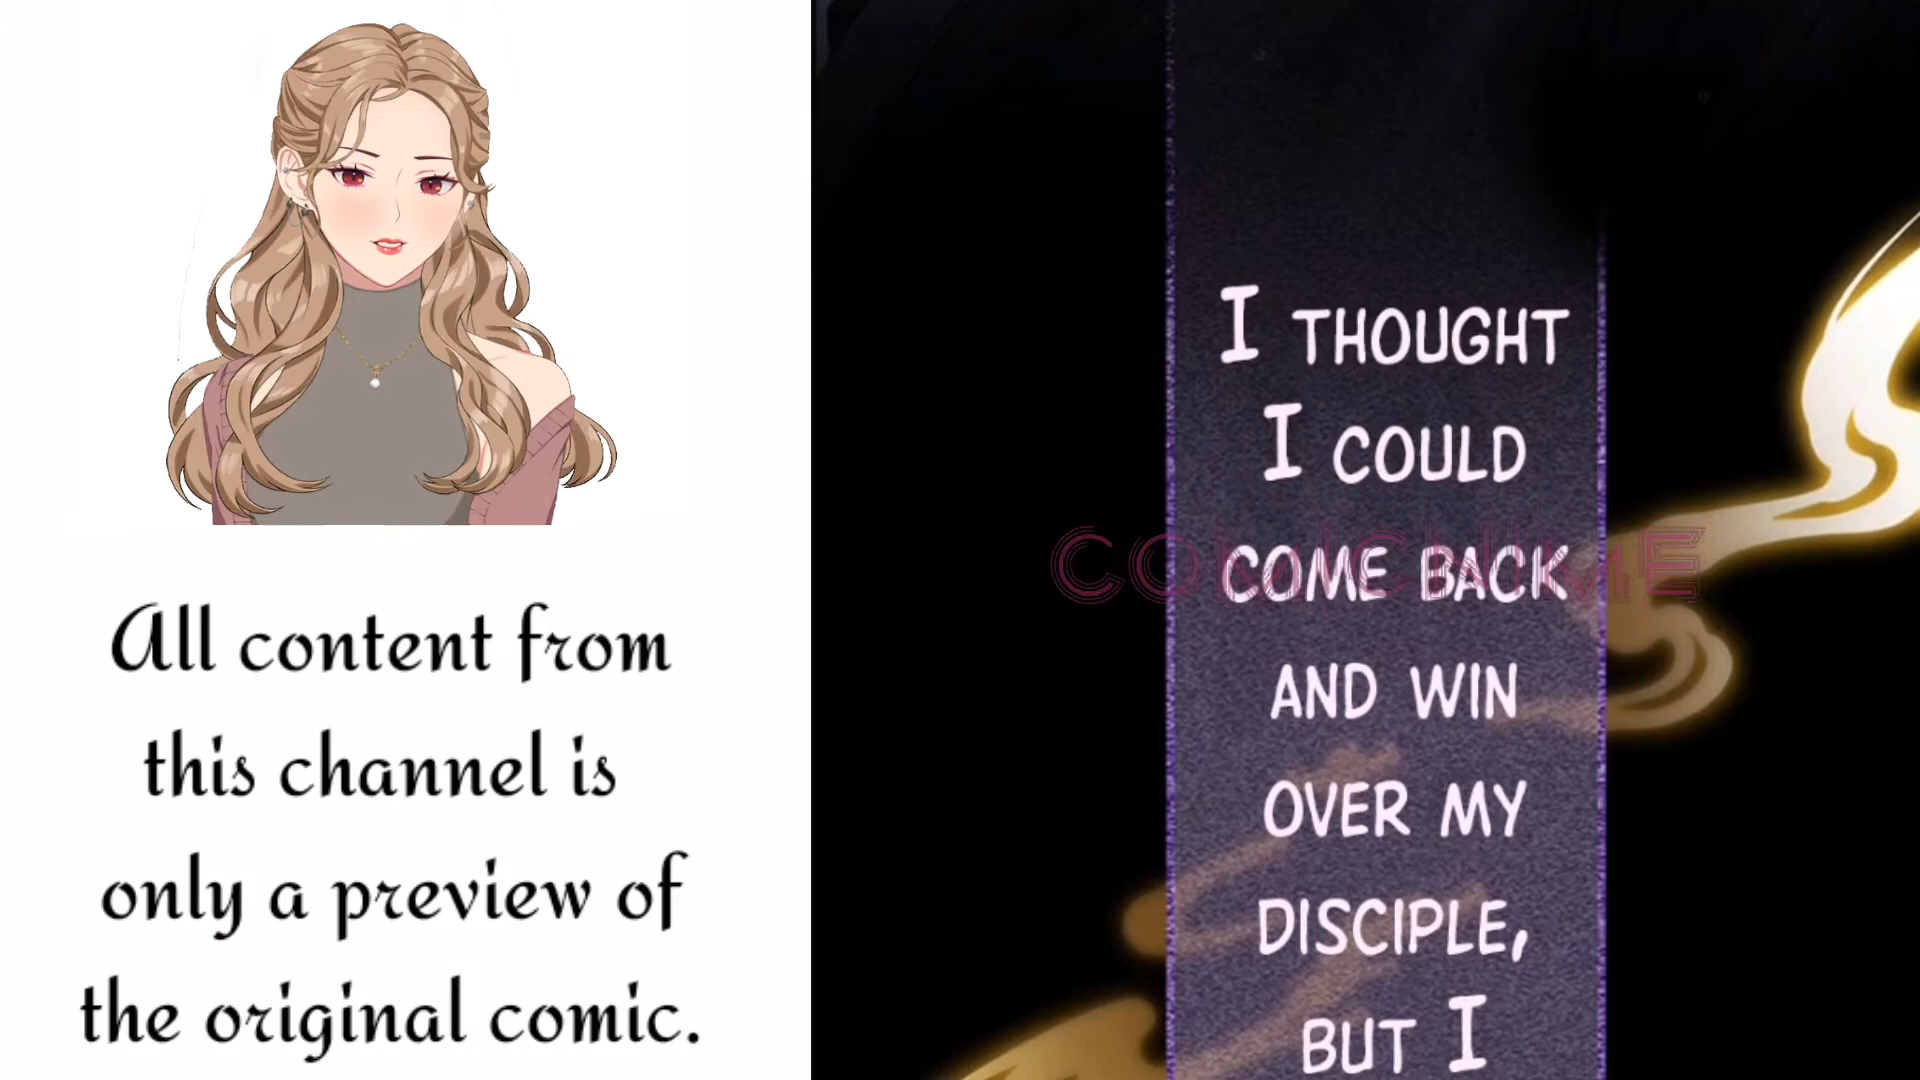 All content from
this channel is
only a preview of
the original comic.
I THOUGHT
I COULD
COME BACK
AND WIN
OVER MY
DISCIPLE,
BUT I